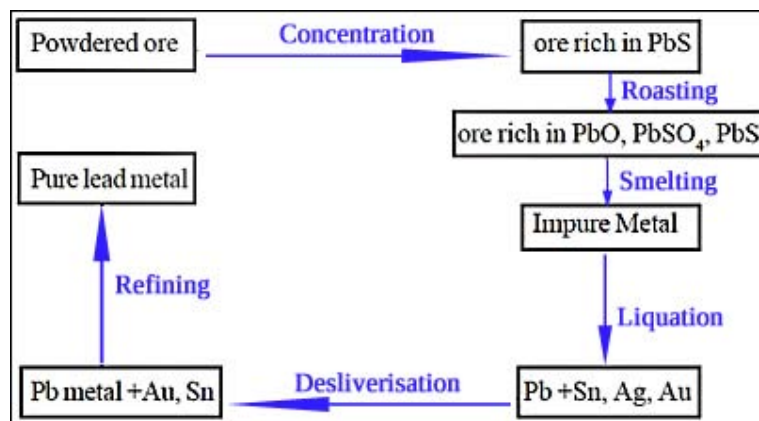 Powdered ore
Concentration
ore rich in PbS
Roasting
ore rich in PbO, PbSO₄, PbS
Smelting
Impure Metal
Liquation
Pb +Sn, Ag, Au
Desliverisation
Pb metal +Au, Sn
Refining
Pure lead metal